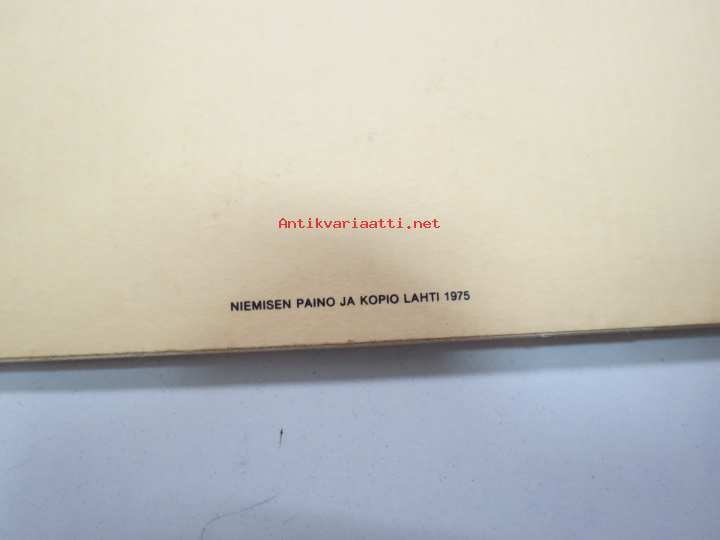 Antikvariaatti.net
NIEMISEN PAINO JA KOPIO LAHTI 1975